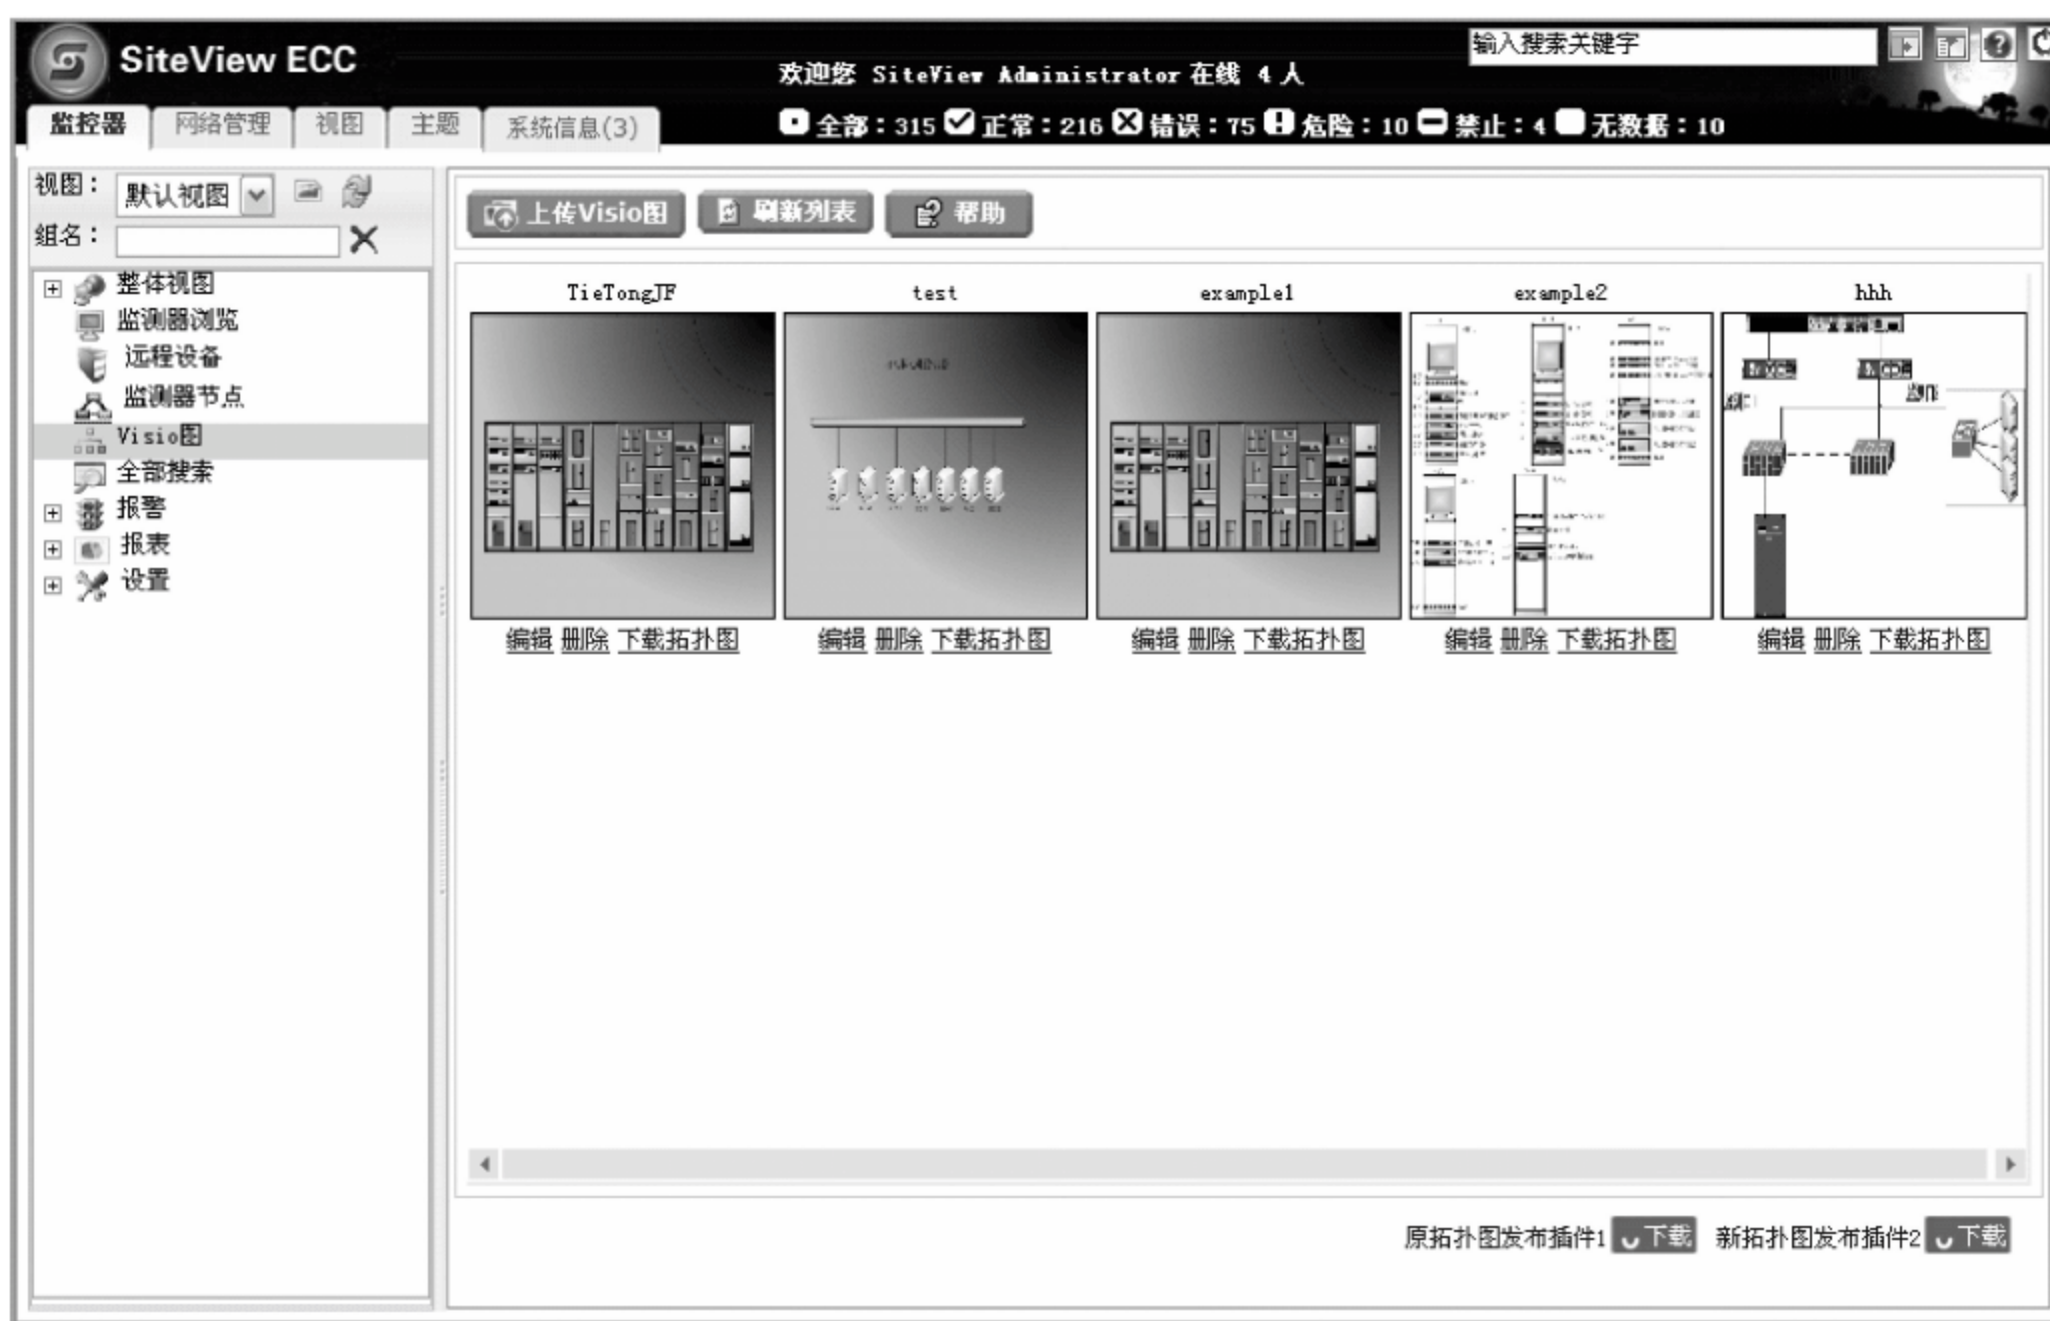 SiteView ECC
输入搜索关键字
欢迎您 SiteView Administrator 在线 4 人
监控器 网络管理 视图 主题 系统信息(3)
全部：315 正常：216 错误：75 危险：10 禁止：4 无数据：10
视图： 默认视图
组名：
上传Visio图 刷新列表 帮助
整体视图
监测器浏览
远程设备
监测器节点
Visio图
全部搜索
报警
报表
设置
TieTongJF test example1 example2 hhh
编辑 删除 下载拓扑图 编辑 删除 下载拓扑图 编辑 删除 下载拓扑图 编辑 删除 下载拓扑图 编辑 删除 下载拓扑图
原拓扑图发布插件1 下载 新拓扑图发布插件2 下载